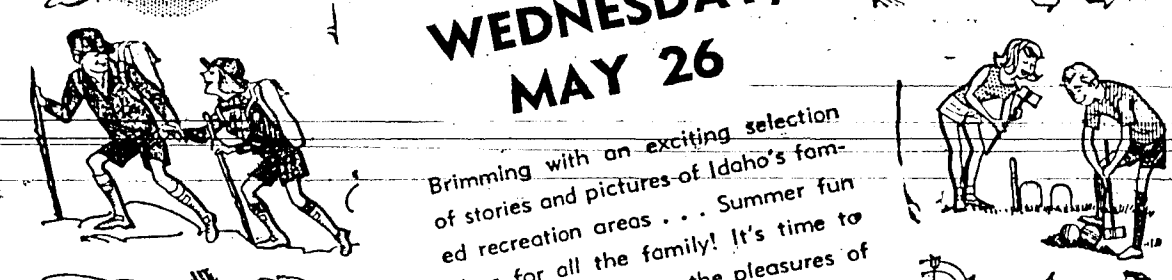 WEDNESDAY,
MAY 26
Brimming with an exciting selection
of stories and pictures of Idaho's fam-
ed recreation areas . . . Summer fun
for all the family! It's time to
the pleasures of